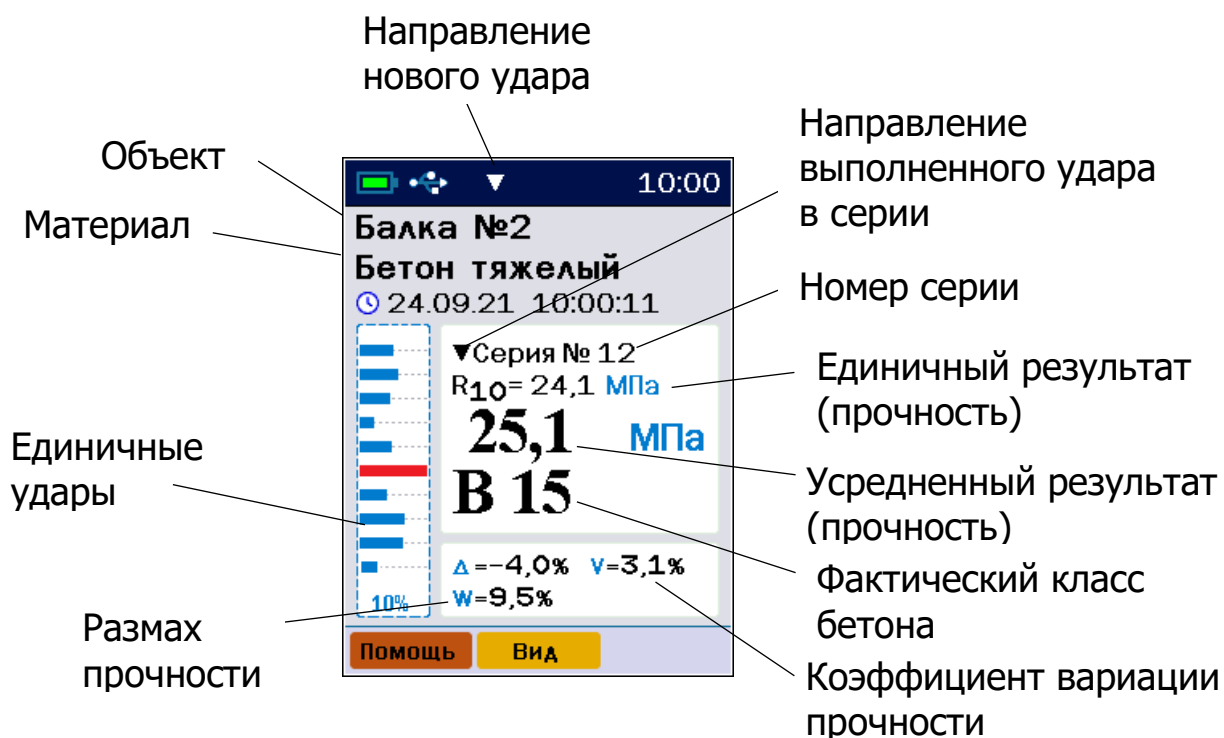 Направление
нового удара
Объект
Материал
Направление
выполненного удара
в серии
Номер серии
Единичный результат
(прочность)
Усредненный результат
(прочность)
Фактический класс
бетона
Коэффициент вариации
прочности
Единичные
удары
Размах
прочности
10:00
Балка №2
Бетон тяжелый
24.09.21 10:00:11
▼Серия № 12
R10= 24,1 МПа
25,1 МПа
В 15
Δ =-4,0% V=3,1%
10% W=9,5%
Помощь Вид